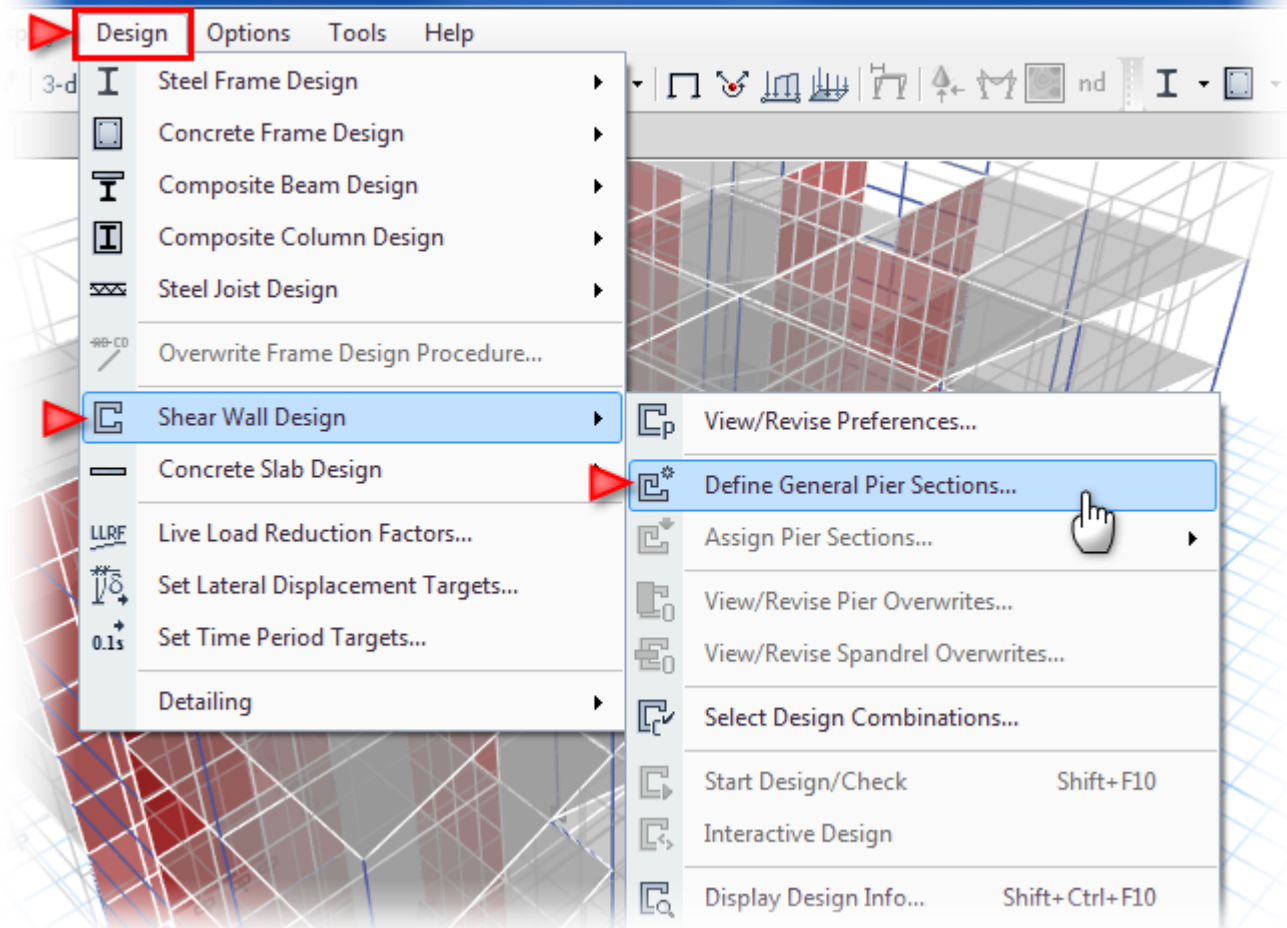 Design Options Tools Help
3-d
nd
Steel Frame Design
Concrete Frame Design
Composite Beam Design
Composite Column Design
Steel Joist Design
Overwrite Frame Design Procedure...
Shear Wall Design
Concrete Slab Design
LLRF Live Load Reduction Factors...
Set Lateral Displacement Targets...
0.1s Set Time Period Targets...
Detailing
View/Revise Preferences...
Define General Pier Sections...
Assign Pier Sections...
View/Revise Pier Overwrites...
View/Revise Spandrel Overwrites...
Select Design Combinations...
Start Design/Check Shift+F10
Interactive Design
Display Design Info... Shift+Ctrl+F10